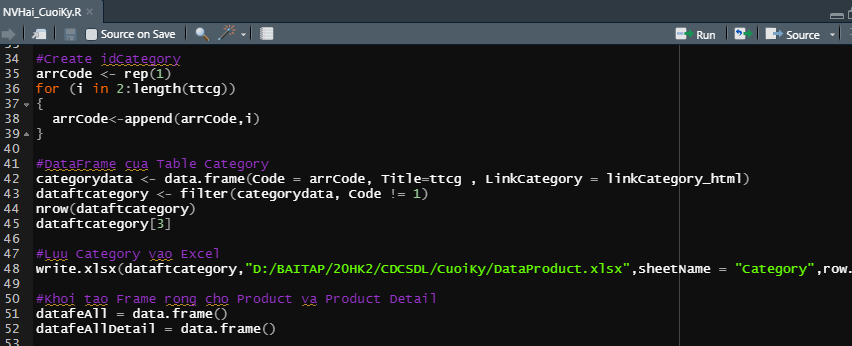 NVHai_CuoiKy.R
Source on Save
Run
Source
34 #Create idCategory
35 arrCode <- rep(1)
36 for (i in 2:length(ttcg))
37 {
38   arrCode<-append(arrCode,i)
39 }
40
41 #DataFrame cua Table Category
42 categorydata <- data.frame(Code = arrCode, Title=ttcg , LinkCategory = linkCategory_html)
43 dataftcategory <- filter(categorydata, Code != 1)
44 nrow(dataftcategory)
45 dataftcategory[3]
46
47 #Luu Category vao Excel
48 write.xlsx(dataftcategory,"D:/BAITAP/20HK2/CDCSDL/CuoiKy/DataProduct.xlsx",sheetName = "Category",row.
49
50 #Khoi tao Frame rong cho Product va Product Detail
51 datafeAll = data.frame()
52 datafeAllDetail = data.frame()
53